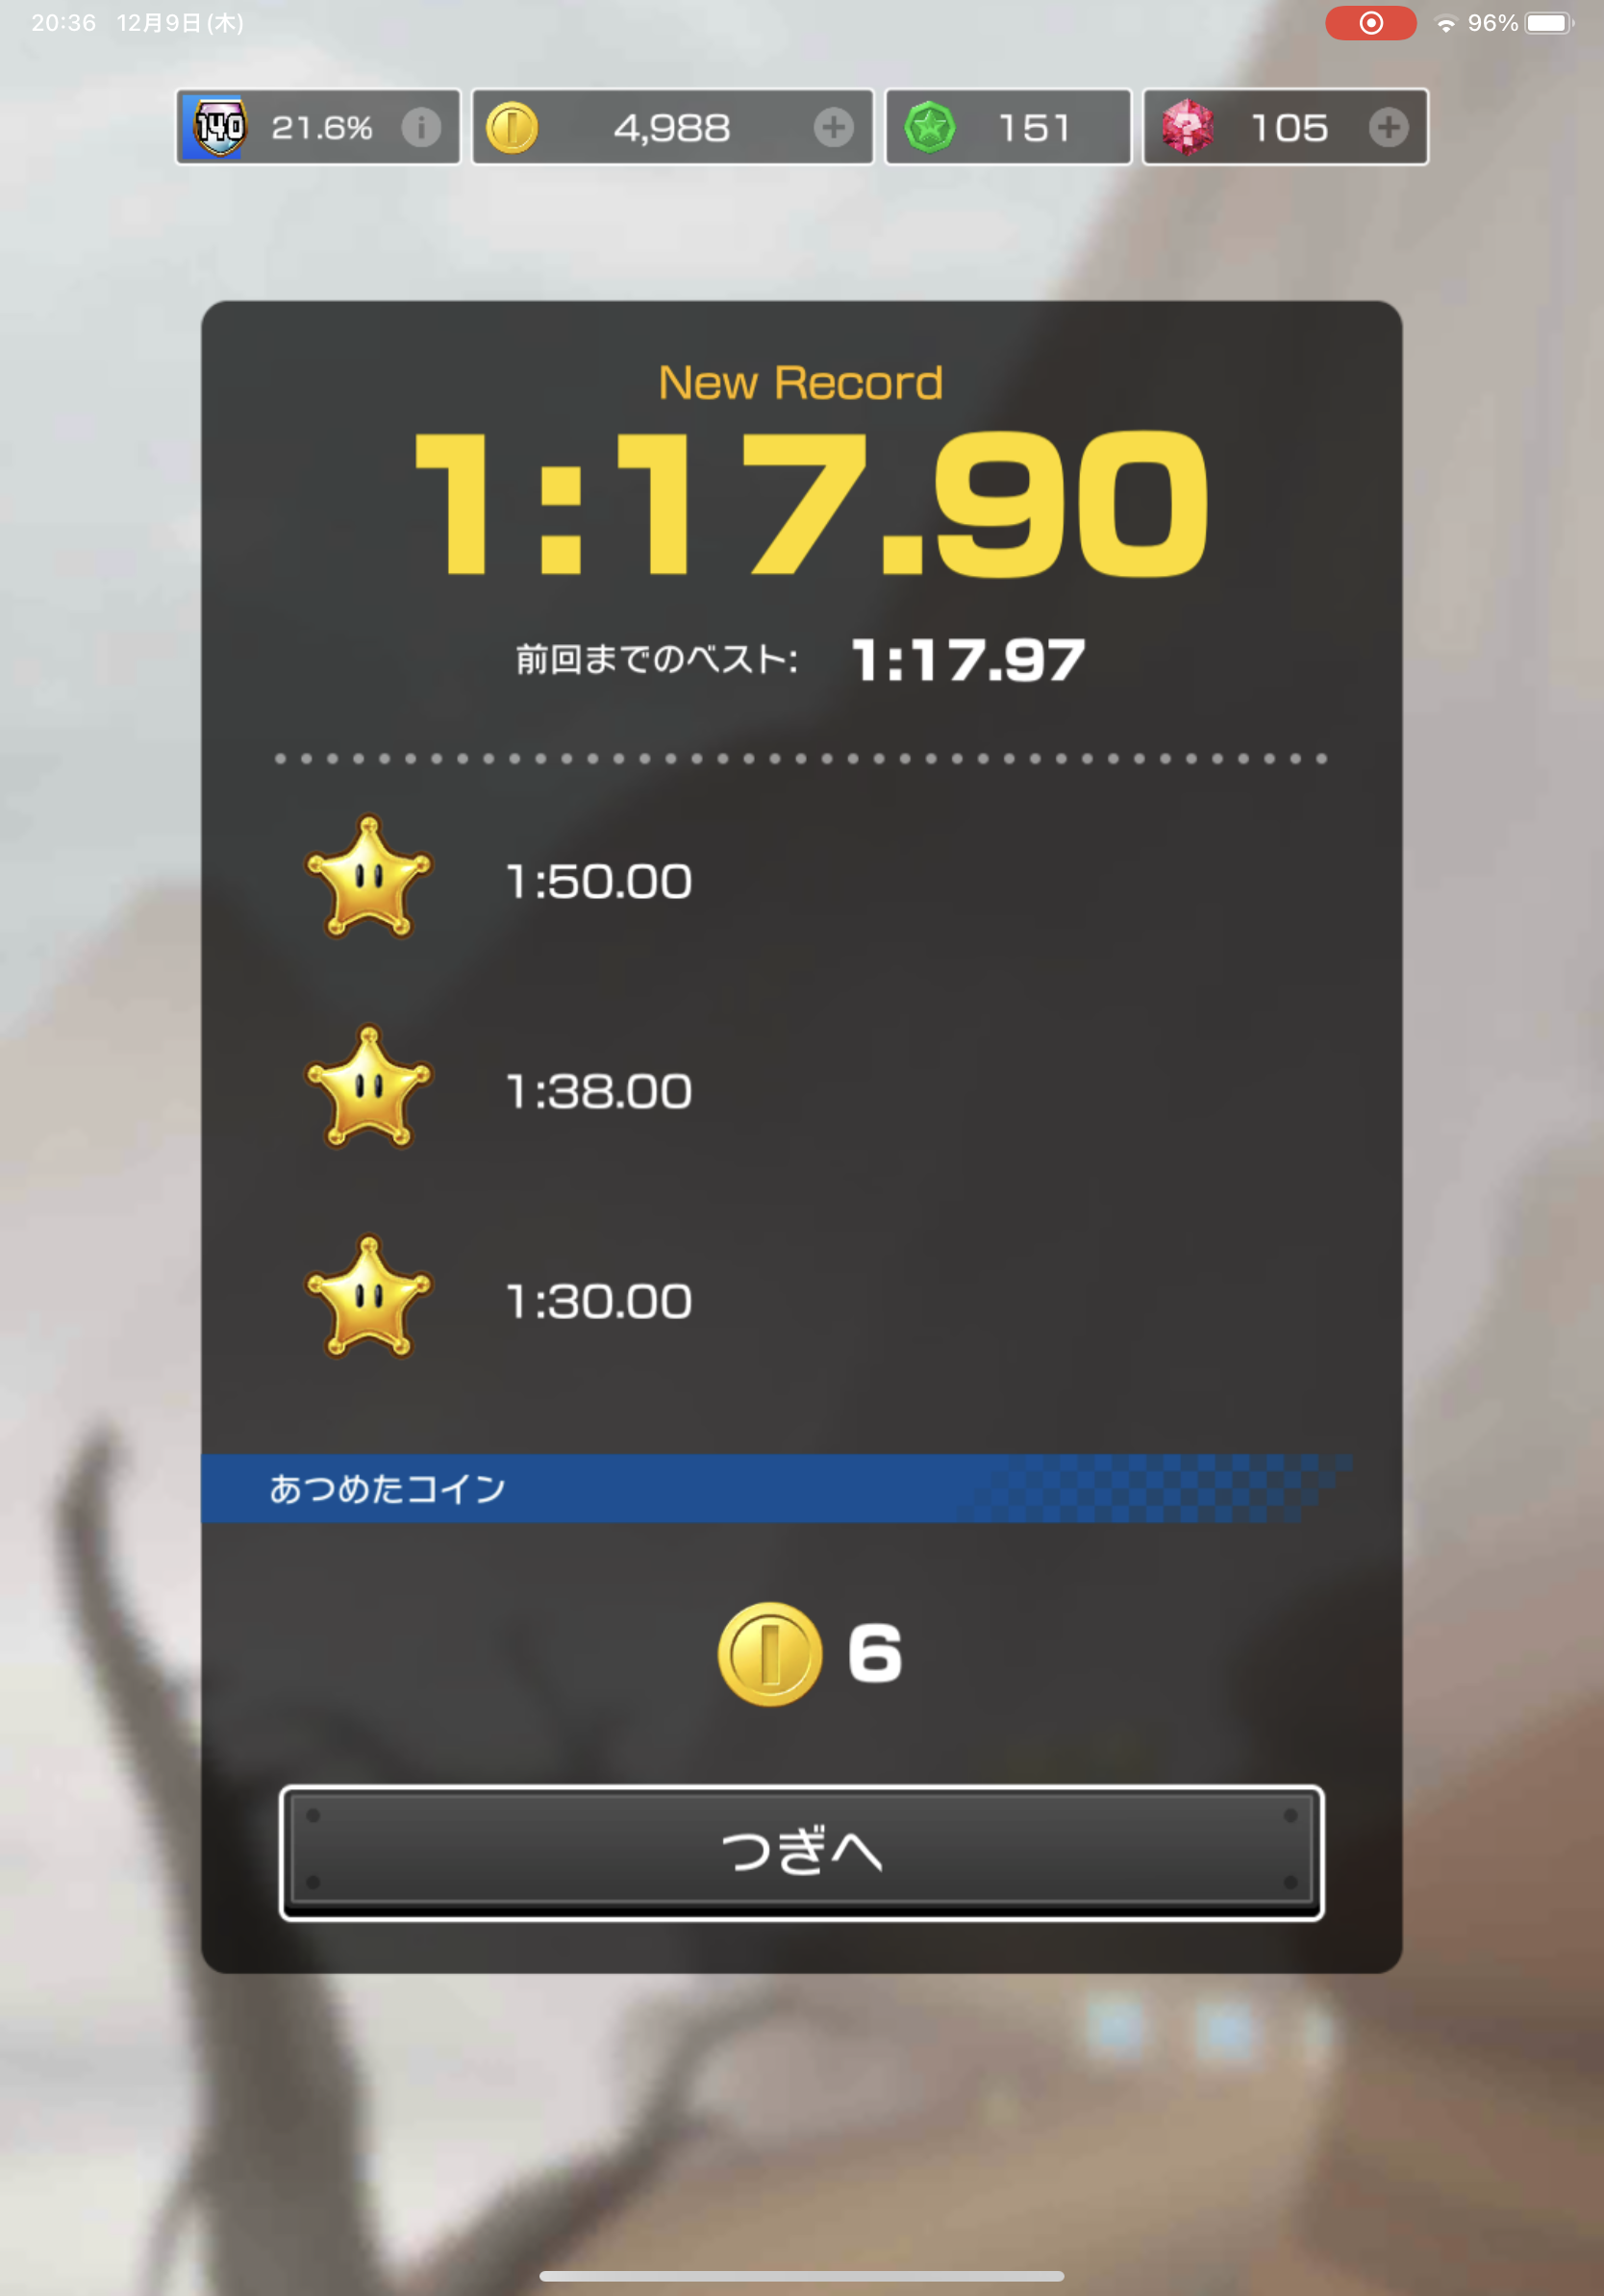 20:36 12月9日(木) 96%
140 21.6% 4,988 151 105
New Record
1:17.90
前回までのベスト: 1:17.97
1:50.00
1:38.00
1:30.00
あつめたコイン
6
つぎへ